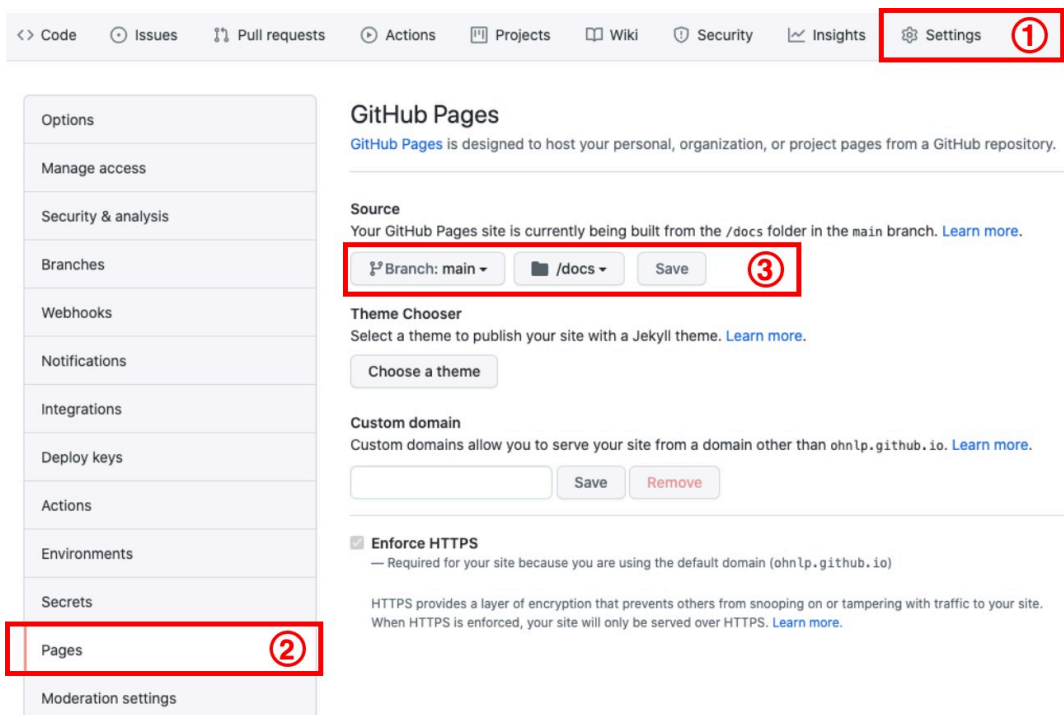 Code Issues Pull requests Actions Projects Wiki Security Insights Settings ①
Options
Manage access
Security & analysis
Branches
Webhooks
Notifications
Integrations
Deploy keys
Actions
Environments
Secrets
Pages ②
Moderation settings
GitHub Pages
GitHub Pages is designed to host your personal, organization, or project pages from a GitHub repository.
Source
Your GitHub Pages site is currently being built from the /docs folder in the main branch. Learn more.
Branch: main /docs Save ③
Theme Chooser
Select a theme to publish your site with a Jekyll theme. Learn more.
Choose a theme
Custom domain
Custom domains allow you to serve your site from a domain other than ohnlp.github.io. Learn more.
Save Remove
Enforce HTTPS
— Required for your site because you are using the default domain (ohnlp.github.io)
HTTPS provides a layer of encryption that prevents others from snooping on or tampering with traffic to your site.
When HTTPS is enforced, your site will only be served over HTTPS. Learn more.